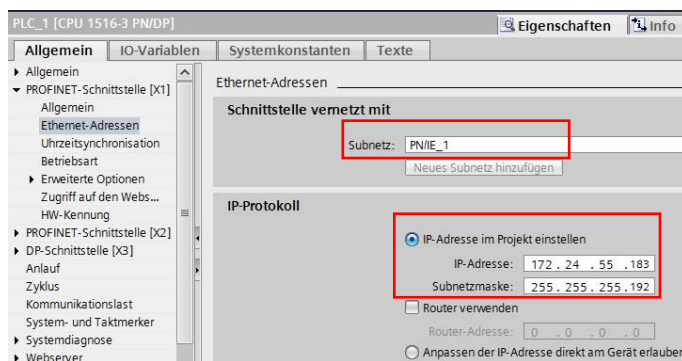 PLC_1 [CPU 1516-3 PN/DP]
Eigenschaften
Info
Allgemein
IO-Variablen
Systemkonstanten
Texte
Allgemein
PROFINET-Schnittstelle [X1]
Allgemein
Ethernet-Adressen
Uhrzeitsynchronisation
Betriebsart
Erweiterte Optionen
Zugriff auf den Webs...
HW-Kennung
PROFINET-Schnittstelle [X2]
DP-Schnittstelle [X3]
Anlauf
Zyklus
Kommunikationslast
System- und Taktmerker
Systemdiagnose
Webserver
Ethernet-Adressen
Schnittstelle vernetzt mit
Subnetz: PN/IE_1
Neues Subnetz hinzufügen
IP-Protokoll
IP-Adresse im Projekt einstellen
IP-Adresse: 172 . 24 . 55 . 183
Subnetzmaske: 255 . 255 . 255 . 192
Router verwenden
Router-Adresse: 0 . 0 . 0 . 0
Anpassen der IP-Adresse direkt am Gerät erlauben